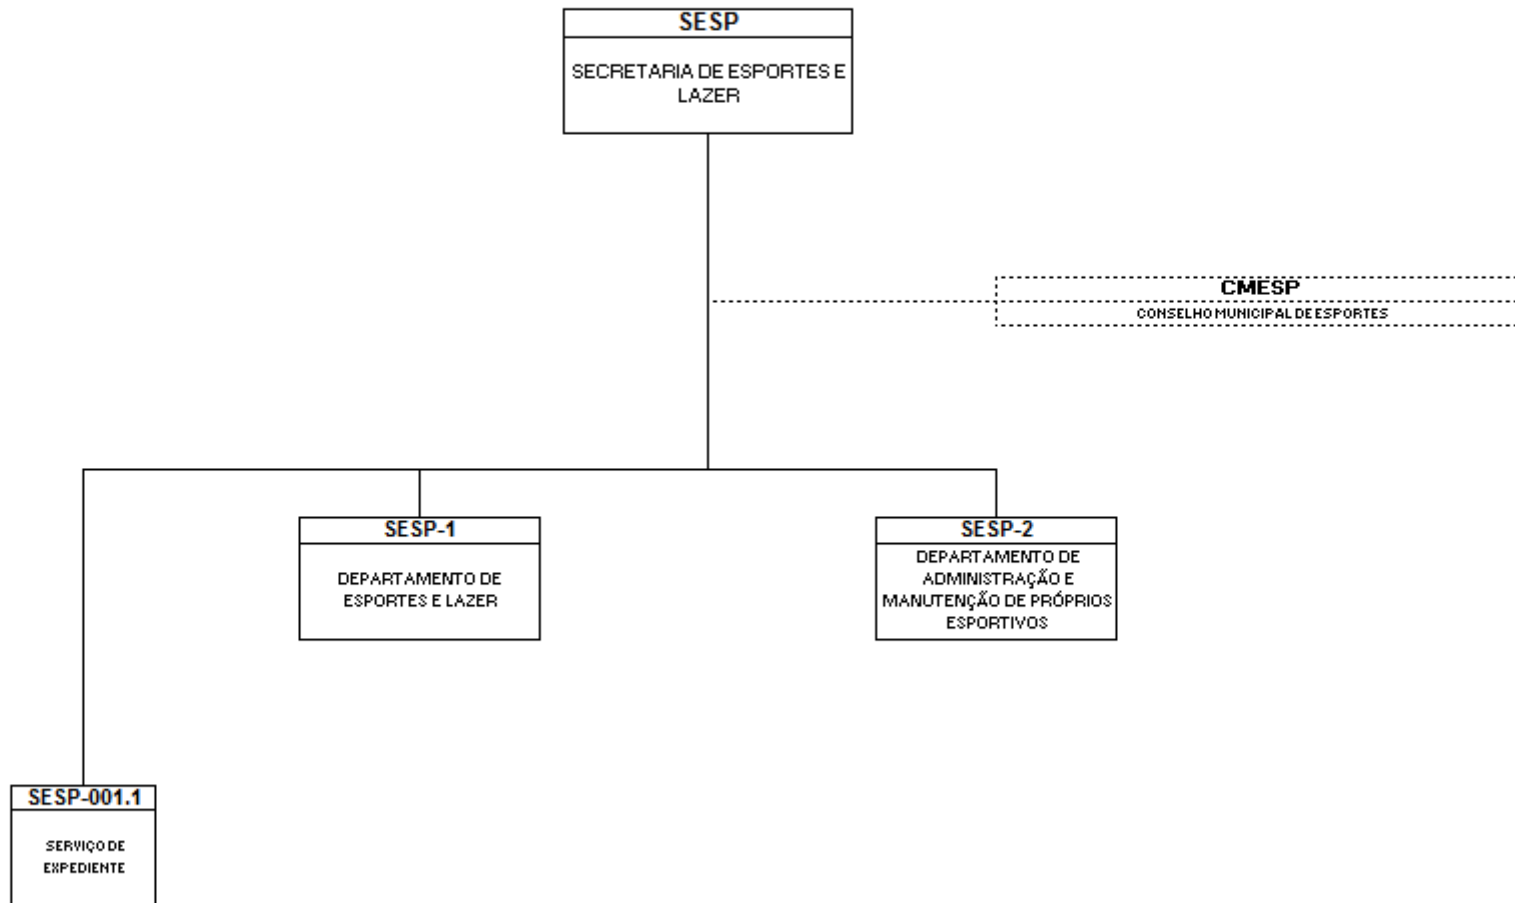 SESP
SECRETARIA DE ESPORTES E
LAZER
CMESP
CONSELHO MUNICIPAL DE ESPORTES
SESP-1
DEPARTAMENTO DE
ESPORTES E LAZER
SESP-2
DEPARTAMENTO DE
ADMINISTRAÇÃO E
MANUTENÇÃO DE PRÓPRIOS
ESPORTIVOS
SESP-001.1
SERVIÇO DE
EXPEDIENTE